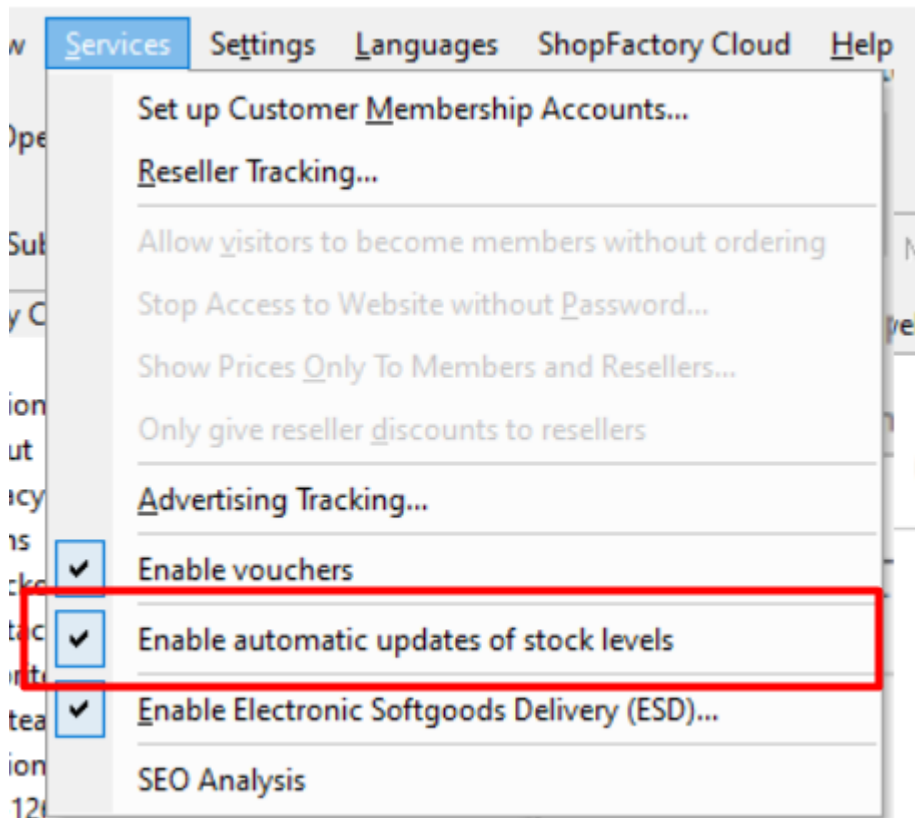 Services Settings Languages ShopFactory Cloud Help
Set up Customer Membership Accounts...
Reseller Tracking...
Allow visitors to become members without ordering
Stop Access to Website without Password...
Show Prices Only To Members and Resellers...
Only give reseller discounts to resellers
Advertising Tracking...
Enable vouchers
Enable automatic updates of stock levels
Enable Electronic Softgoods Delivery (ESD)...
SEO Analysis